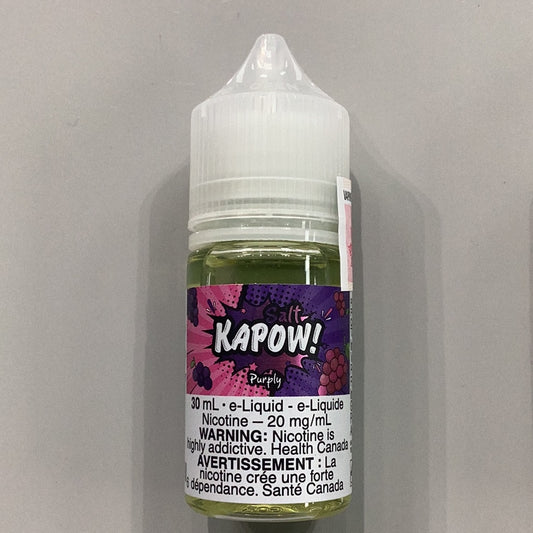 Salt
KAPOW!
Purply
30 mL • e-Liquid - e-Liquide
Nicotine — 20 mg/mL
WARNING: Nicotine is
highly addictive. Health Canada
AVERTISSEMENT : La
nicotine crée une forte
dépendance. Santé Canada